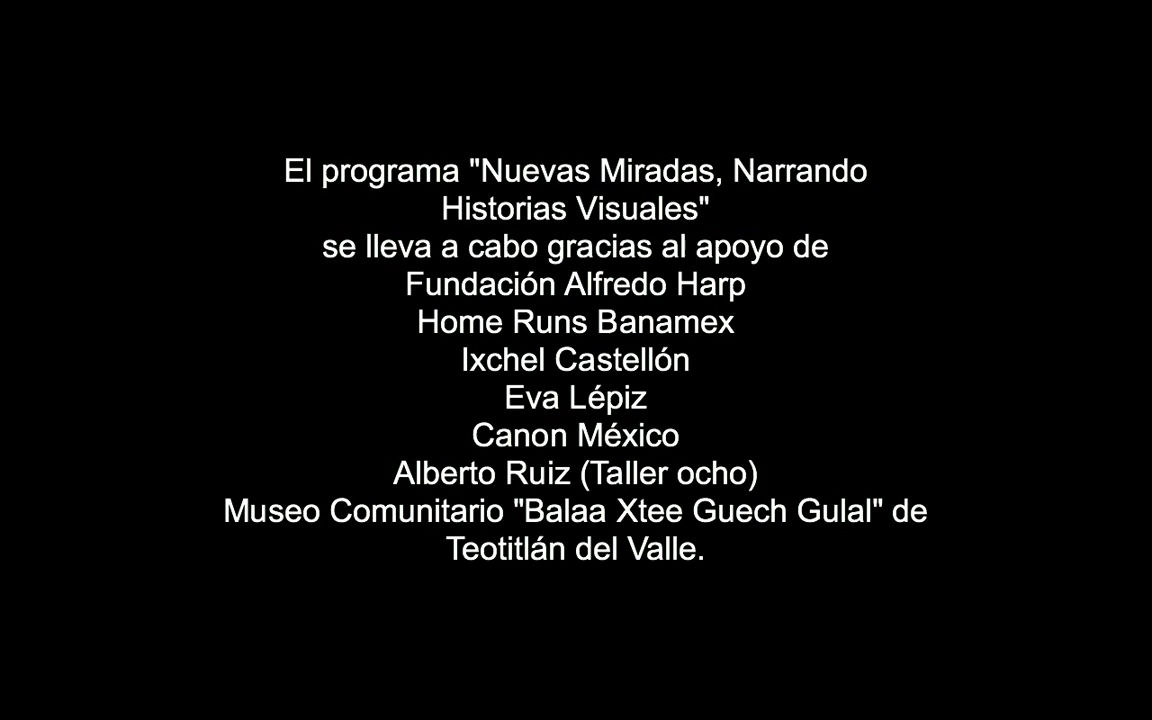 El programa "Nuevas Miradas, Narrando
Historias Visuales"
se lleva a cabo gracias al apoyo de
Fundación Alfredo Harp
Home Runs Banamex
Ixchel Castellón
Eva Lépiz
Canon México
Alberto Ruiz (Taller ocho)
Museo Comunitario "Balaa Xtee Guech Gulal" de
Teotitlán del Valle.